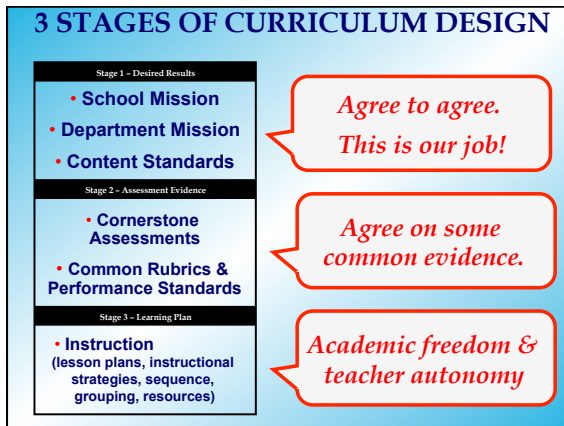 3 STAGES OF CURRICULUM DESIGN
Stage 1 – Desired Results
• School Mission
• Department Mission
• Content Standards
Agree to agree.
This is our job!
Stage 2 – Assessment Evidence
• Cornerstone
Assessments
• Common Rubrics &
Performance Standards
Agree on some
common evidence.
Stage 3 – Learning Plan
• Instruction
(lesson plans, instructional
strategies, sequence,
grouping, resources)
Academic freedom &
teacher autonomy